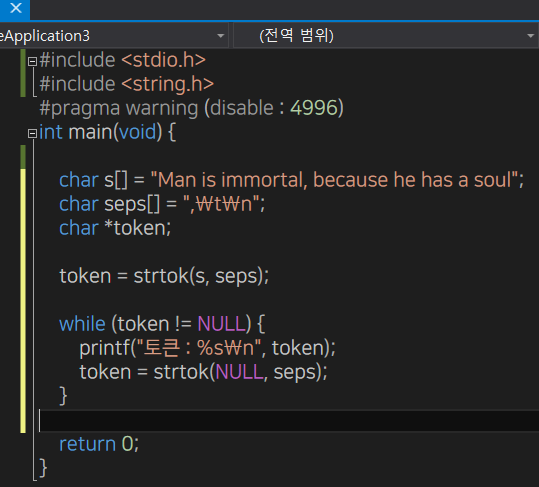 eApplication3 (전역 범위)
#include <stdio.h>
#include <string.h>
#pragma warning (disable : 4996)
int main(void) {
char s[] = "Man is immortal, because he has a soul";
char seps[] = ",₩t₩n";
char *token;
token = strtok(s, seps);
while (token != NULL) {
printf("토큰 : %s₩n", token);
token = strtok(NULL, seps);
}
return 0;
}